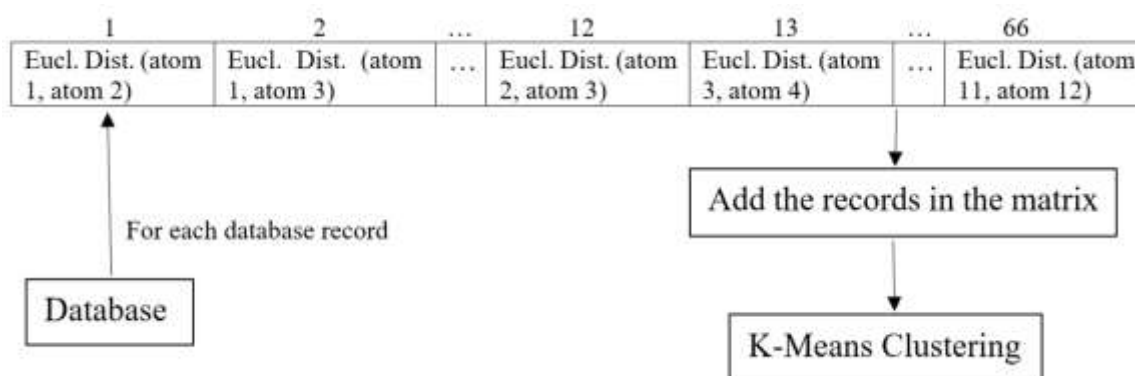 1 2 … 12 13 … 66
Eucl. Dist. (atom 1, atom 2)
Eucl. Dist. (atom 1, atom 3)
…
Eucl. Dist. (atom 2, atom 3)
Eucl. Dist. (atom 3, atom 4)
…
Eucl. Dist. (atom 11, atom 12)
Add the records in the matrix
For each database record
Database
K-Means Clustering